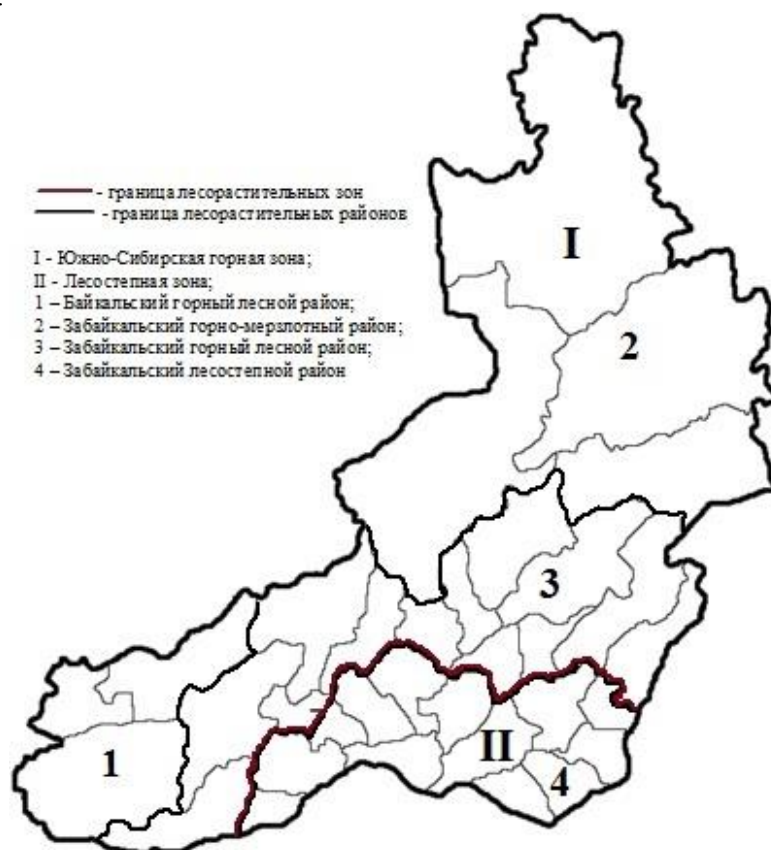 - граница лесорастительных зон
- граница лесорастительных районов
I - Южно-Сибирская горная зона;
II - Лесостепная зона;
1 – Байкальский горный лесной район;
2 – Забайкальский горно-мерзлотный район;
3 – Забайкальский горный лесной район;
4 – Забайкальский лесостепной район
I
2
3
II
1
4